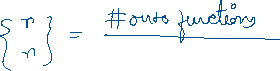 {r n} = # onto functions